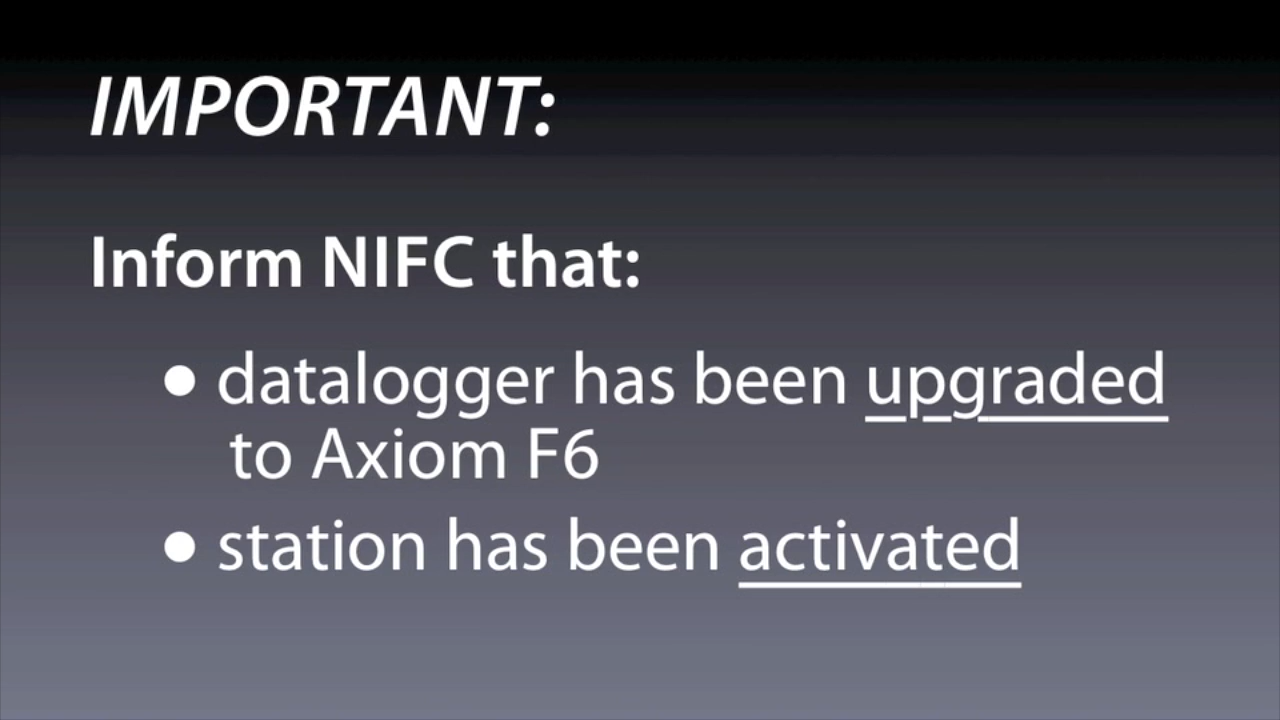 IMPORTANT:
Inform NIFC that:
● datalogger has been upgraded
to Axiom F6
● station has been activated